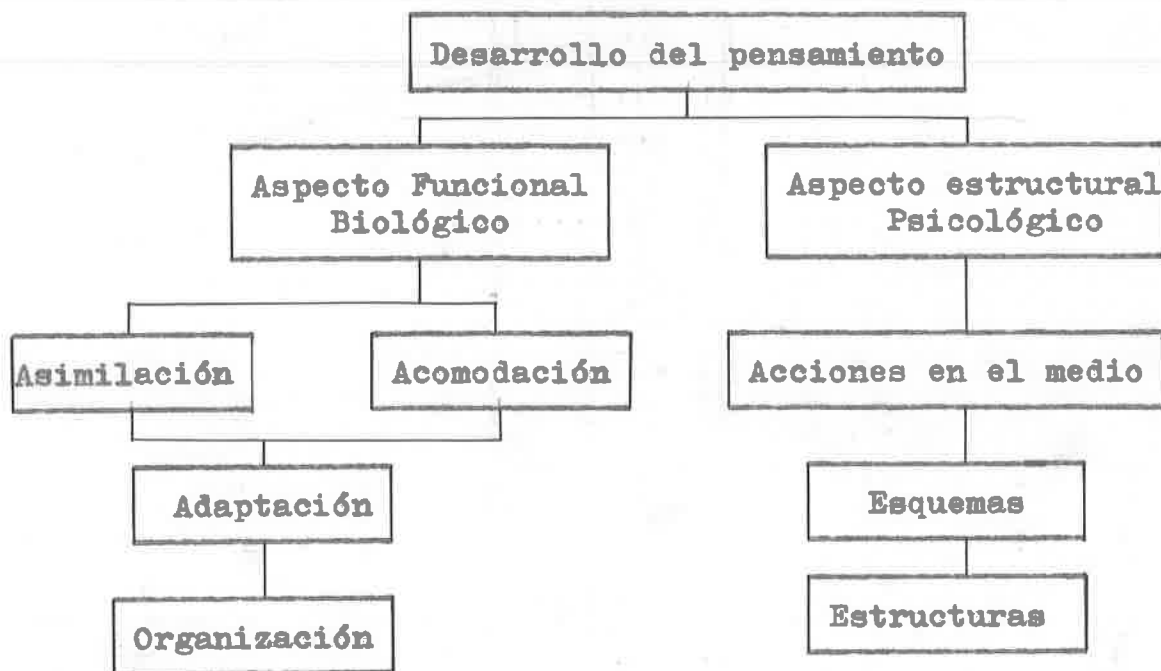 Desarrollo del pensamiento
Aspecto Funcional
Biológico
Aspecto estructural
Psicológico
Asimilación
Acomodación
Acciones en el medio
Adaptación
Esquemas
Organización
Estructuras